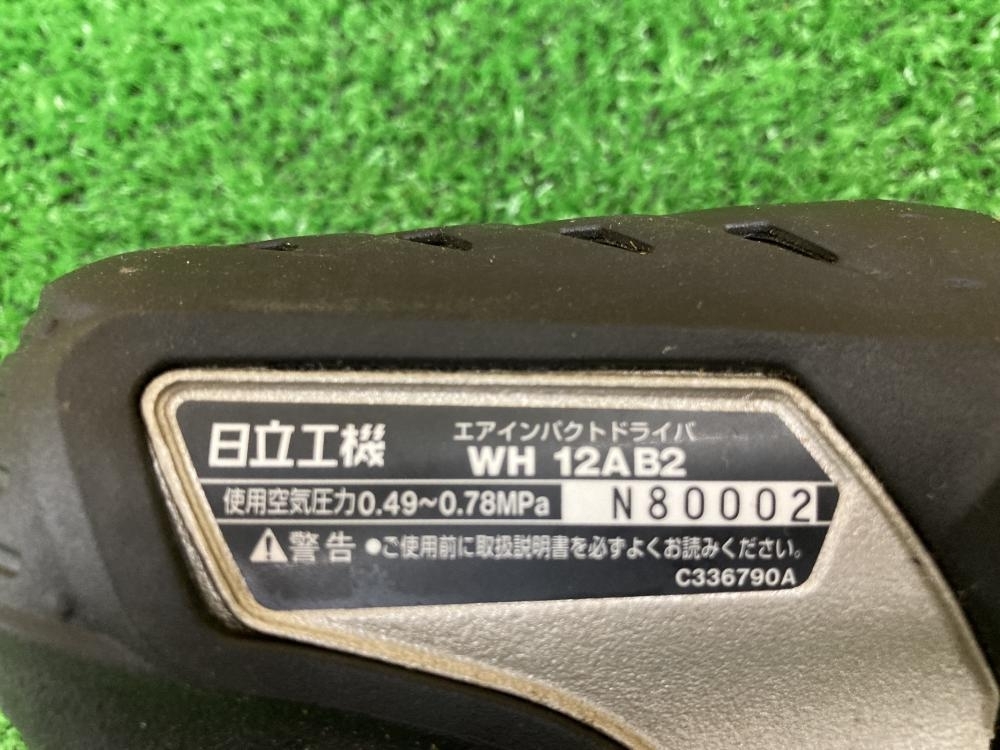 日立工機
エアインパクトドライバ
WH 12AB2
使用空気圧力0.49~0.78MPa N80002
⚠警告 ●ご使用前に取扱説明書を必ずよくお読みください。
C336790A